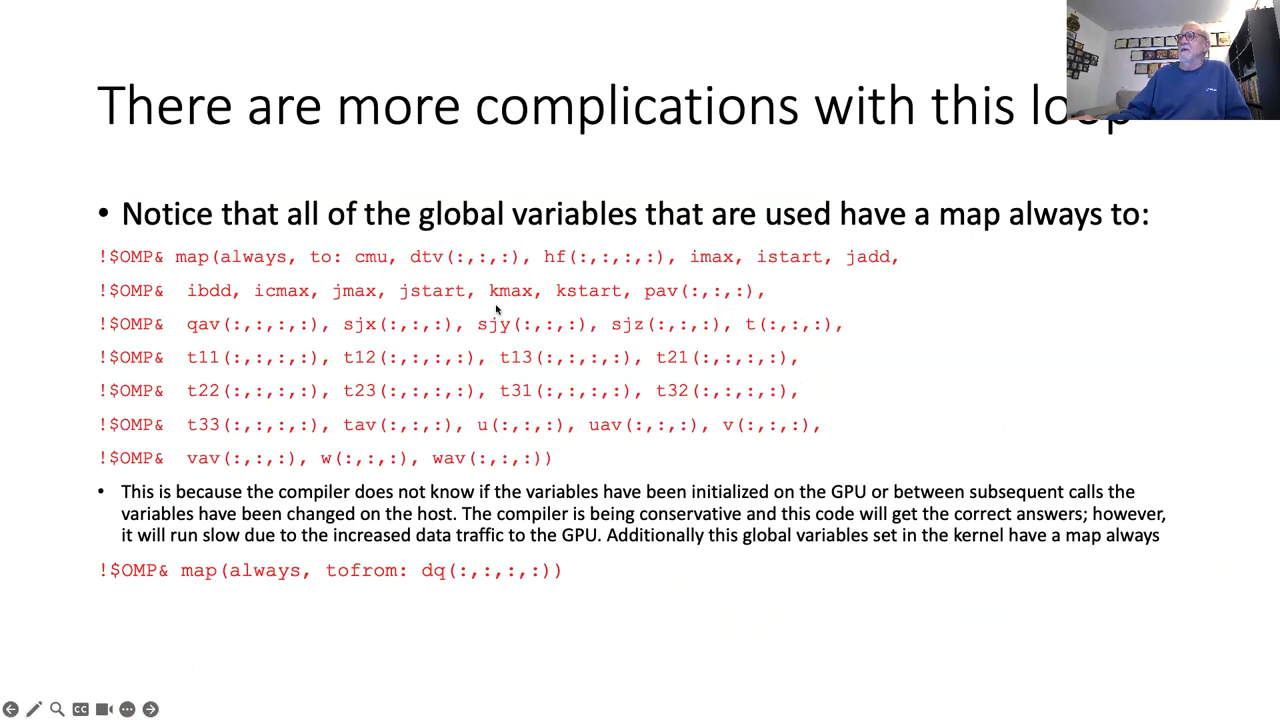 There are more complications with this loop
• Notice that all of the global variables that are used have a map always to:
!$OMP& map(always, to: cmu, dtv(:,:,:), hf(:,:,:,:), imax, istart, jadd,
!$OMP& ibdd, icmax, jmax, jstart, kmax, kstart, pav(:,:,:),
!$OMP& qav(:,:,:,:), sjx(:,:,:), sjy(:,:,:), sjz(:,:,:), t(:,:,:),
!$OMP& t11(:,:,:,:), t12(:,:,:,:), t13(:,:,:,:), t21(:,:,:,:),
!$OMP& t22(:,:,:,:), t23(:,:,:,:), t31(:,:,:,:), t32(:,:,:,:),
!$OMP& t33(:,:,:,:), tav(:,:,:), u(:,:,:), uav(:,:,:), v(:,:,:),
!$OMP& vav(:,:,:), w(:,:,:), wav(:,:,:))
• This is because the compiler does not know if the variables have been initialized on the GPU or between subsequent calls the
variables have been changed on the host. The compiler is being conservative and this code will get the correct answers; however,
it will run slow due to the increased data traffic to the GPU. Additionally this global variables set in the kernel have a map always
!$OMP& map(always, tofrom: dq(:,:,:,:))
CC